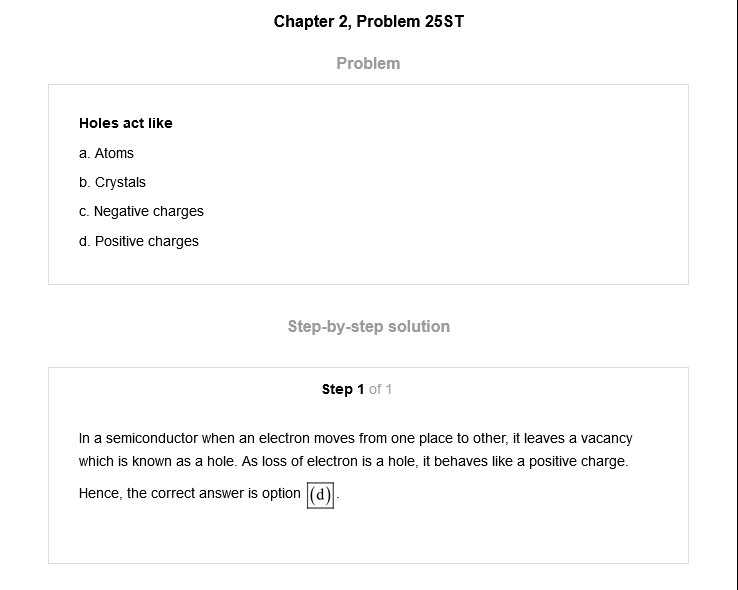 Chapter 2, Problem 25ST
Problem
Holes act like
a. Atoms
b. Crystals
c. Negative charges
d. Positive charges
Step-by-step solution
Step 1 of 1
In a semiconductor when an electron moves from one place to other, it leaves a vacancy
which is known as a hole. As loss of electron is a hole, it behaves like a positive charge.
Hence, the correct answer is option (d).